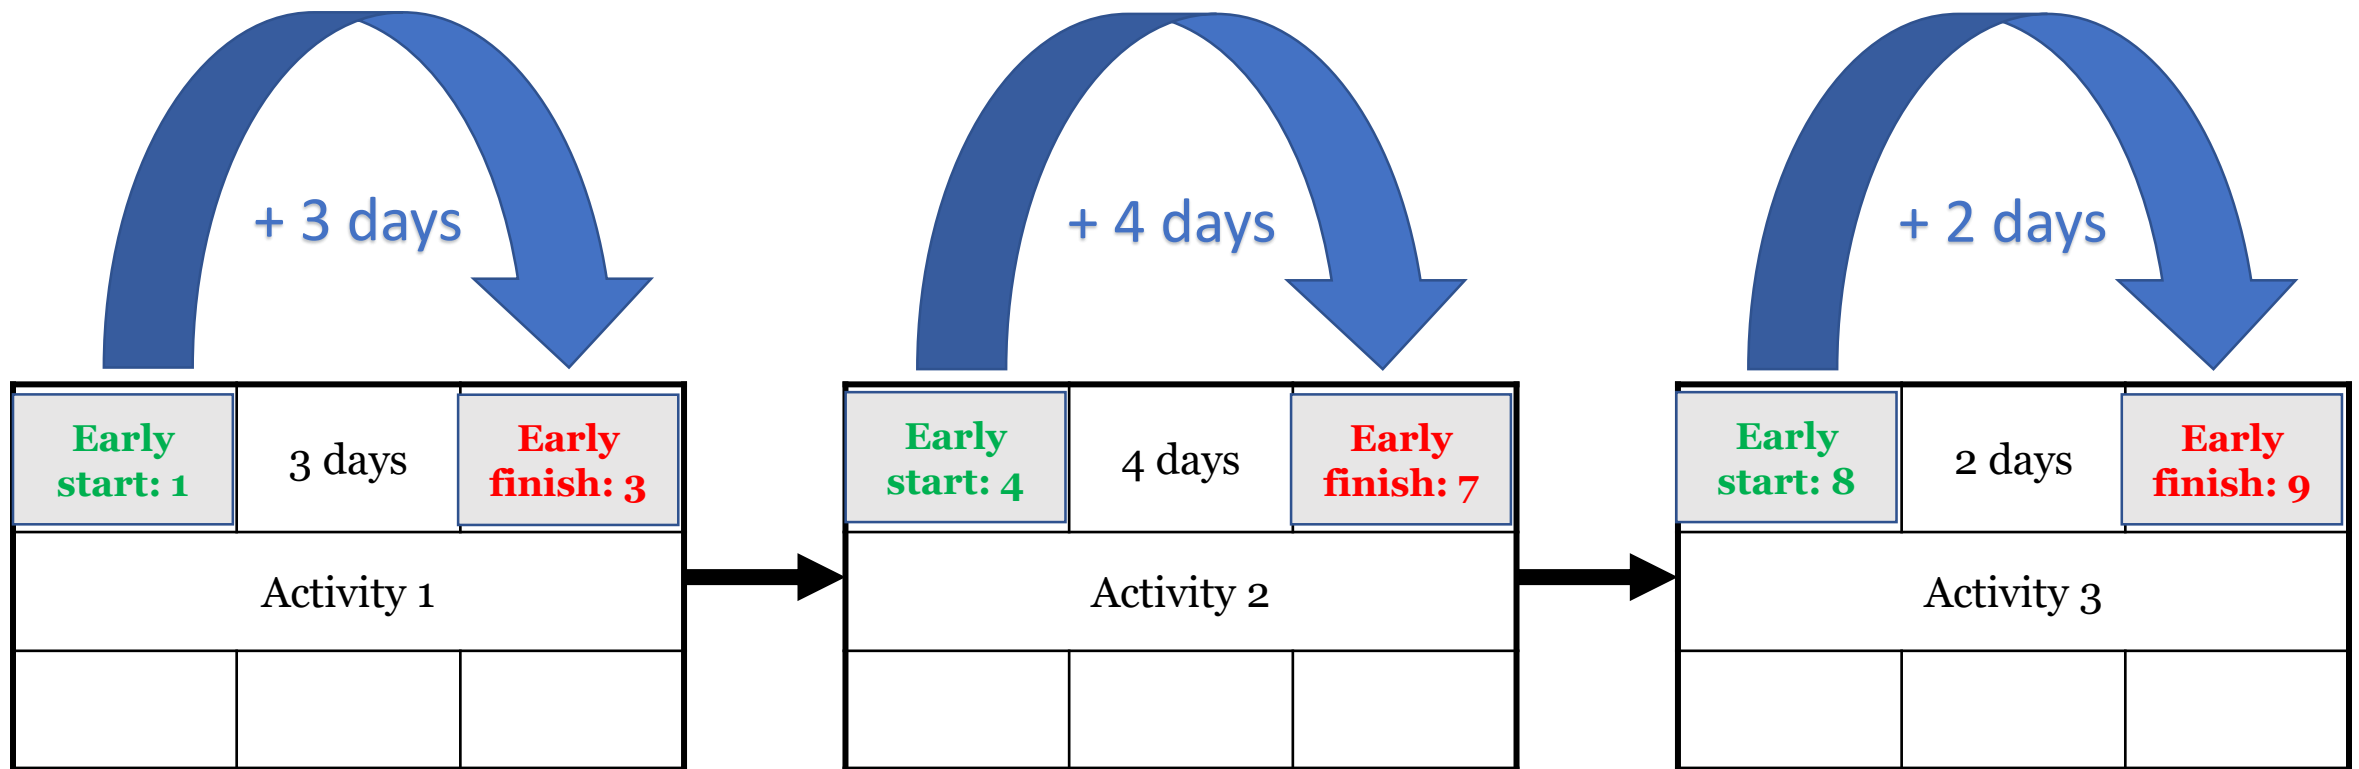 + 3 days
+ 4 days
+ 2 days
Early
start: 1
3 days
Early
finish: 3
Early
start: 4
4 days
Early
finish: 7
Early
start: 8
2 days
Early
finish: 9
Activity 1
Activity 2
Activity 3